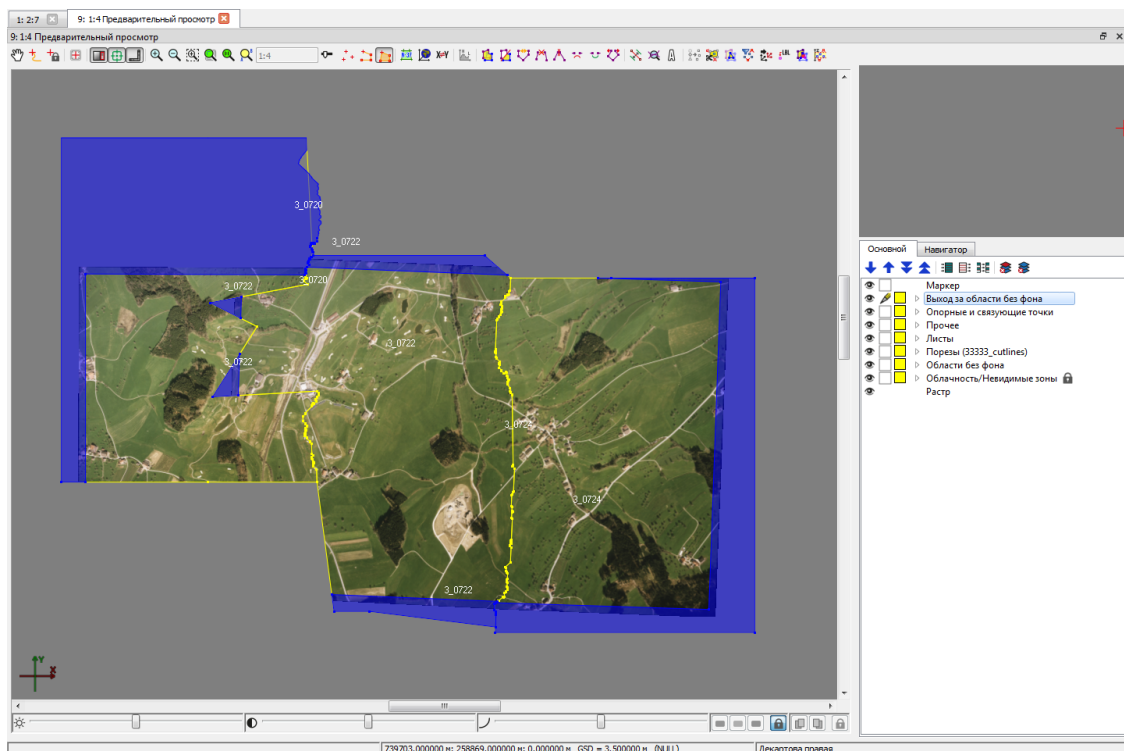 1: 2:7
9: 1:4 Предварительный просмотр
9: 1:4 Предварительный просмотр
1:4
X=Y
LBL
3_0720
3_0722
3_0720
3_0722
3_0722
3_0722
3_0724
3_0724
3_0722
Y
X
Основной
Навигатор
Маркер
Выход за области без фона
Опорные и связующие точки
Прочее
Листы
Порезы (33333_cutlines)
Области без фона
Облачность/Невидимые зоны
Растр
739703.000000 м; 258869.000000 м; 0.000000 м GSD = 3.500000 м (NULL)
Декартова правая